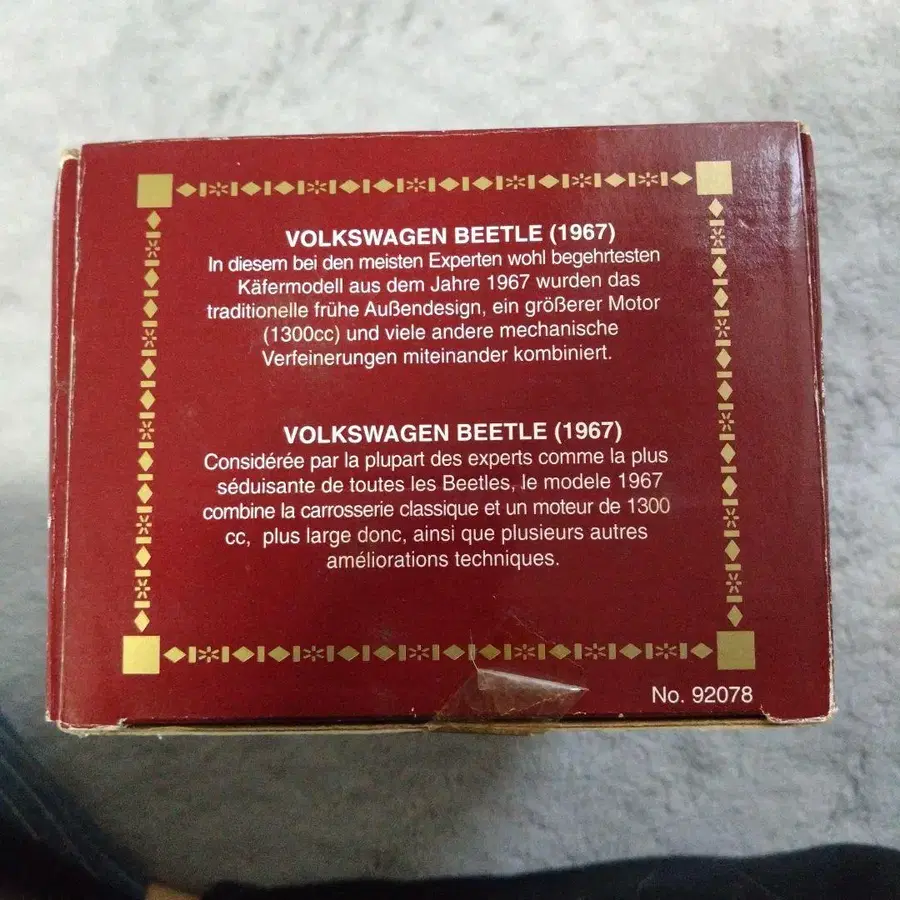 VOLKSWAGEN BEETLE (1967)
In diesem bei den meisten Experten wohl begehrtesten
Käfermodell aus dem Jahre 1967 wurden das
traditionelle frühe Außendesign, ein größerer Motor
(1300cc) und viele andere mechanische
Verfeinerungen miteinander kombiniert.
VOLKSWAGEN BEETLE (1967)
Considérée par la plupart des experts comme la plus
séduisante de toutes les Beetles, le modele 1967
combine la carrosserie classique et un moteur de 1300
cc, plus large donc, ainsi que plusieurs autres
améliorations techniques.
No. 92078